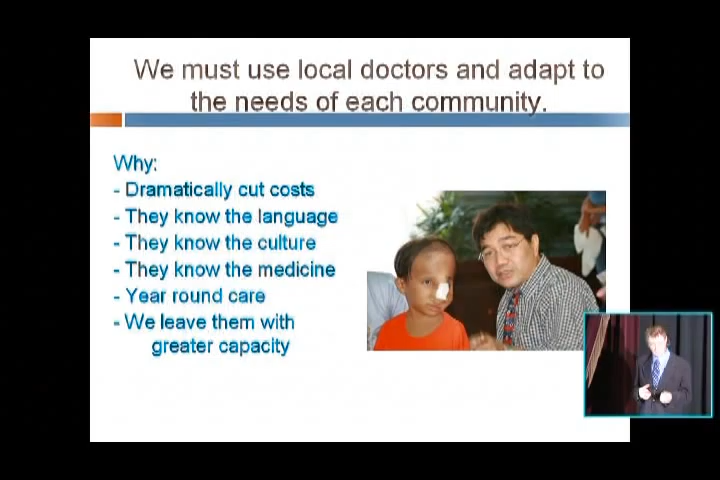 We must use local doctors and adapt to
the needs of each community.
Why:
- Dramatically cut costs
- They know the language
- They know the culture
- They know the medicine
- Year round care
- We leave them with
greater capacity